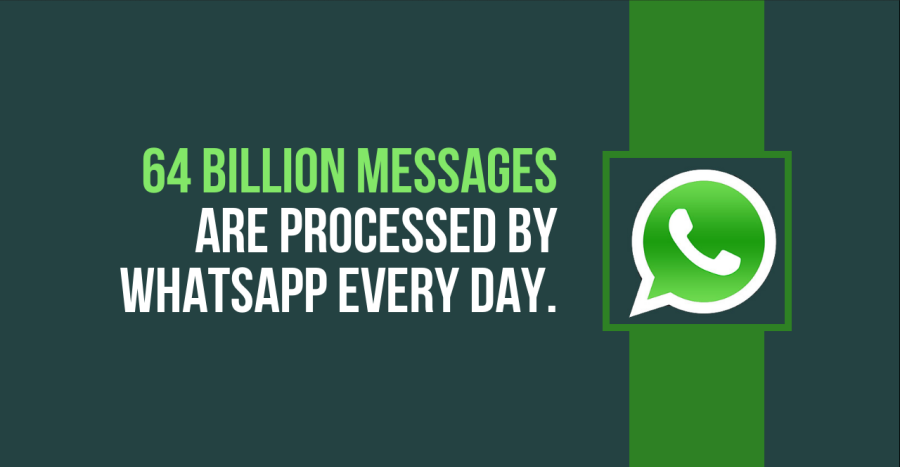 64 BILLION MESSAGES
ARE PROCESSED BY
WHATSAPP EVERY DAY.